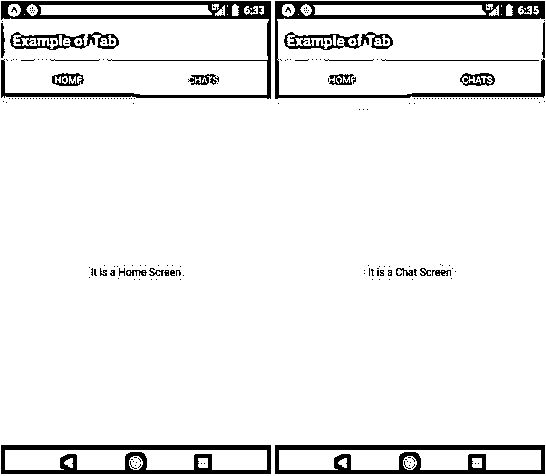 6:33
Example of Tab
HOME CHATS
It is a Home Screen
6:35
Example of Tab
HOME CHATS
It is a Chat Screen